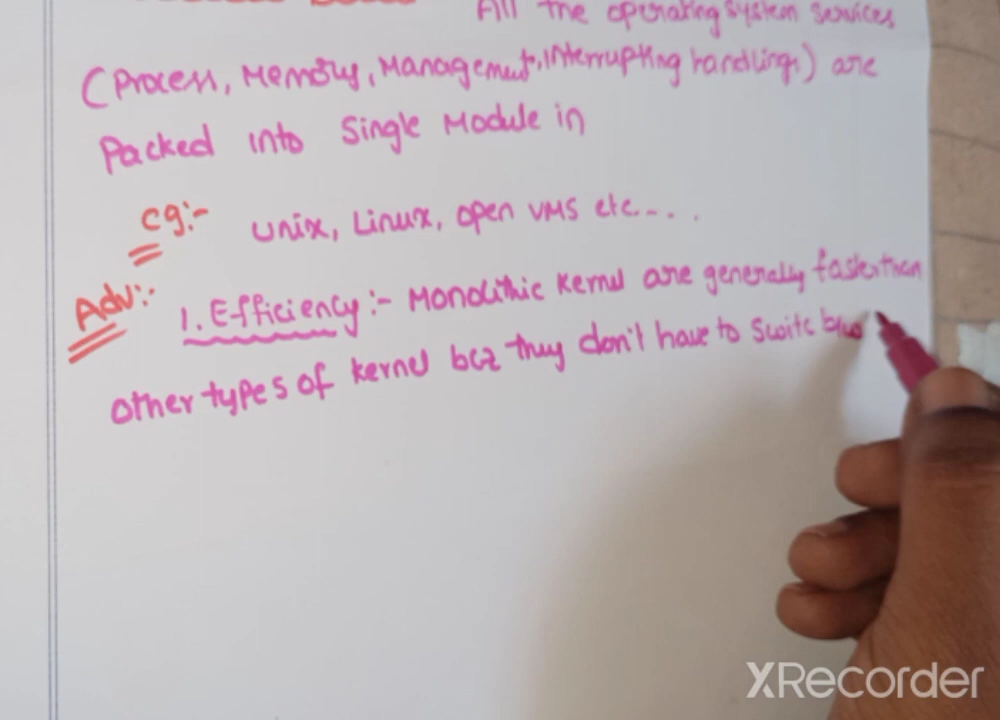 All the operating system services
(Process, Memory, Management, Interrupting handlings) are
Packed into Single Module in
eg:- Unix, Linux, open VMS etc....
Adv:- 1. Efficiency :- Monolithic Kernel are generally faster than
other types of kernel bcz they don't have to switc
XRecorder